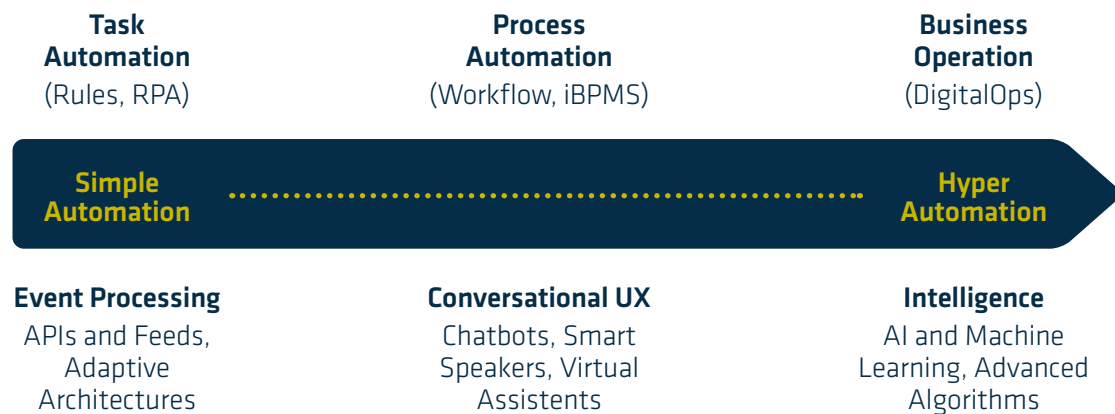 Task
Automation
(Rules, RPA)
Process
Automation
(Workflow, iBPMS)
Business
Operation
(DigitalOps)
Simple
Automation
Hyper
Automation
Event Processing
APIs and Feeds,
Adaptive
Architectures
Conversational UX
Chatbots, Smart
Speakers, Virtual
Assistents
Intelligence
AI and Machine
Learning, Advanced
Algorithms